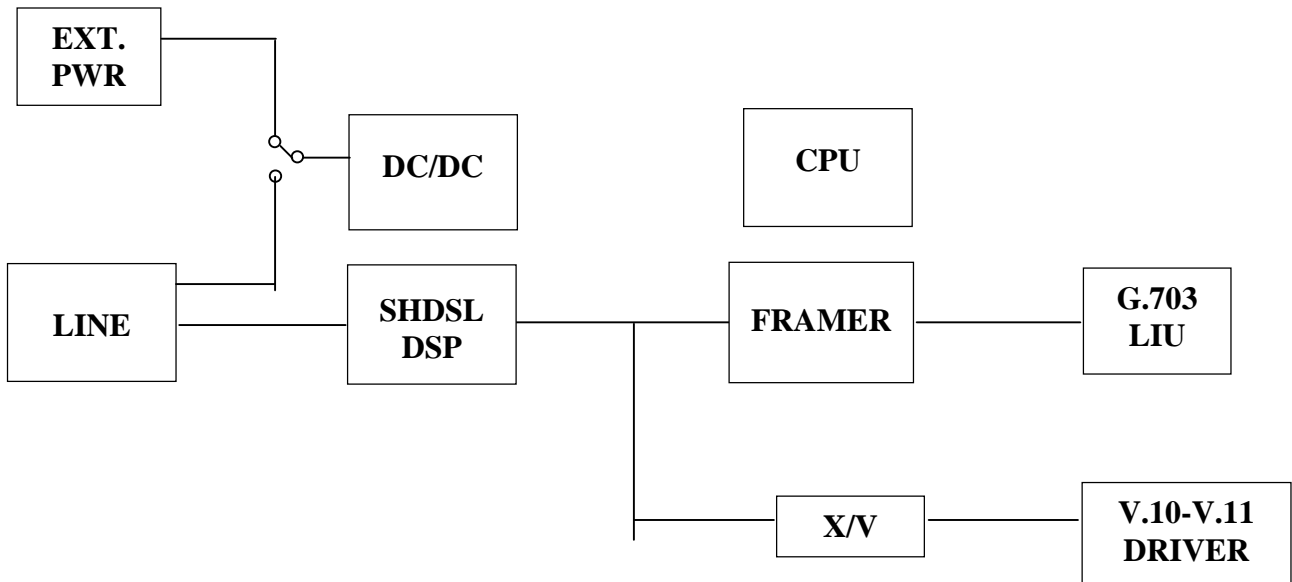 EXT.
PWR
DC/DC
CPU
LINE
SHDSL
DSP
FRAMER
G.703
LIU
X/V
V.10-V.11
DRIVER